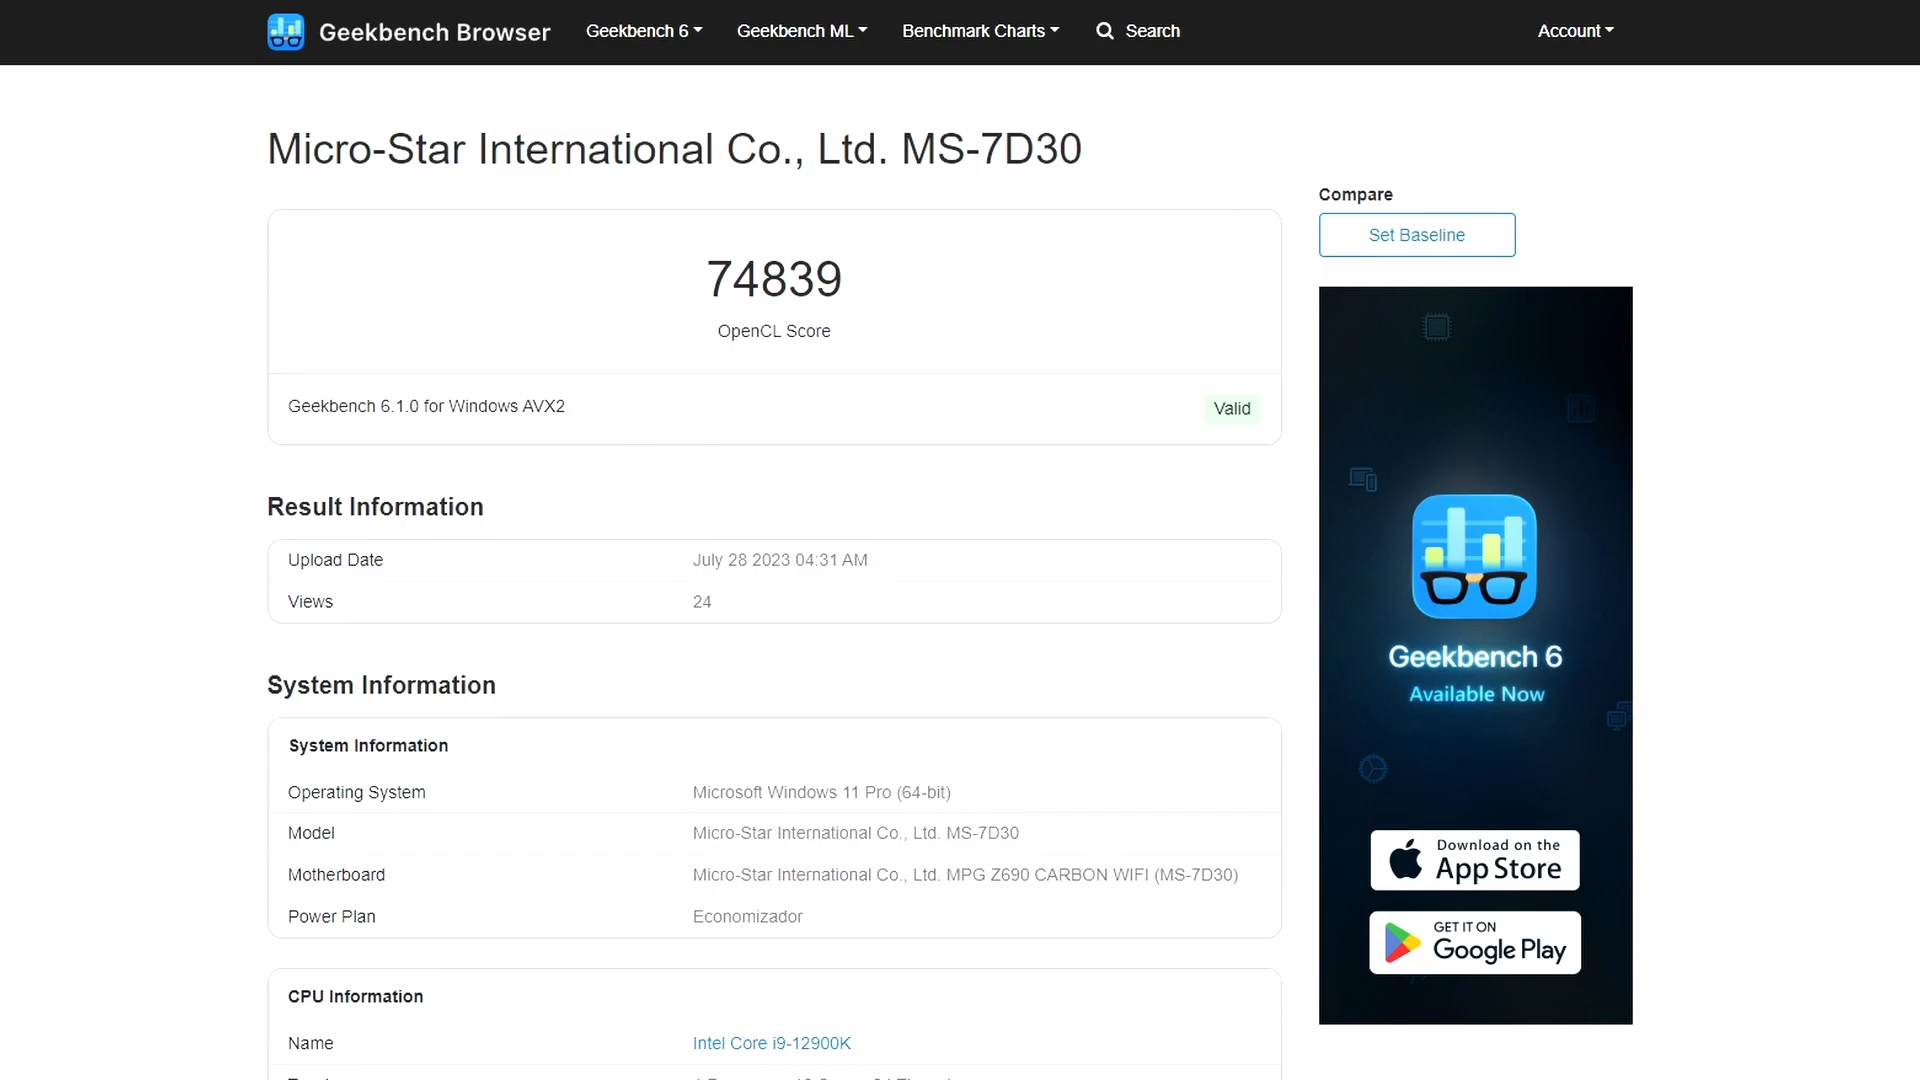 Geekbench Browser Geekbench 6 Geekbench ML Benchmark Charts Search Account
Micro-Star International Co., Ltd. MS-7D30
Compare
Set Baseline
74839
OpenCL Score
Geekbench 6.1.0 for Windows AVX2 Valid
Result Information
Upload Date July 28 2023 04:31 AM
Views 24
System Information
System Information
Operating System Microsoft Windows 11 Pro (64-bit)
Model Micro-Star International Co., Ltd. MS-7D30
Motherboard Micro-Star International Co., Ltd. MPG Z690 CARBON WIFI (MS-7D30)
Power Plan Economizador
CPU Information
Name Intel Core i9-12900K
Geekbench 6
Available Now
Download on the
App Store
GET IT ON
Google Play